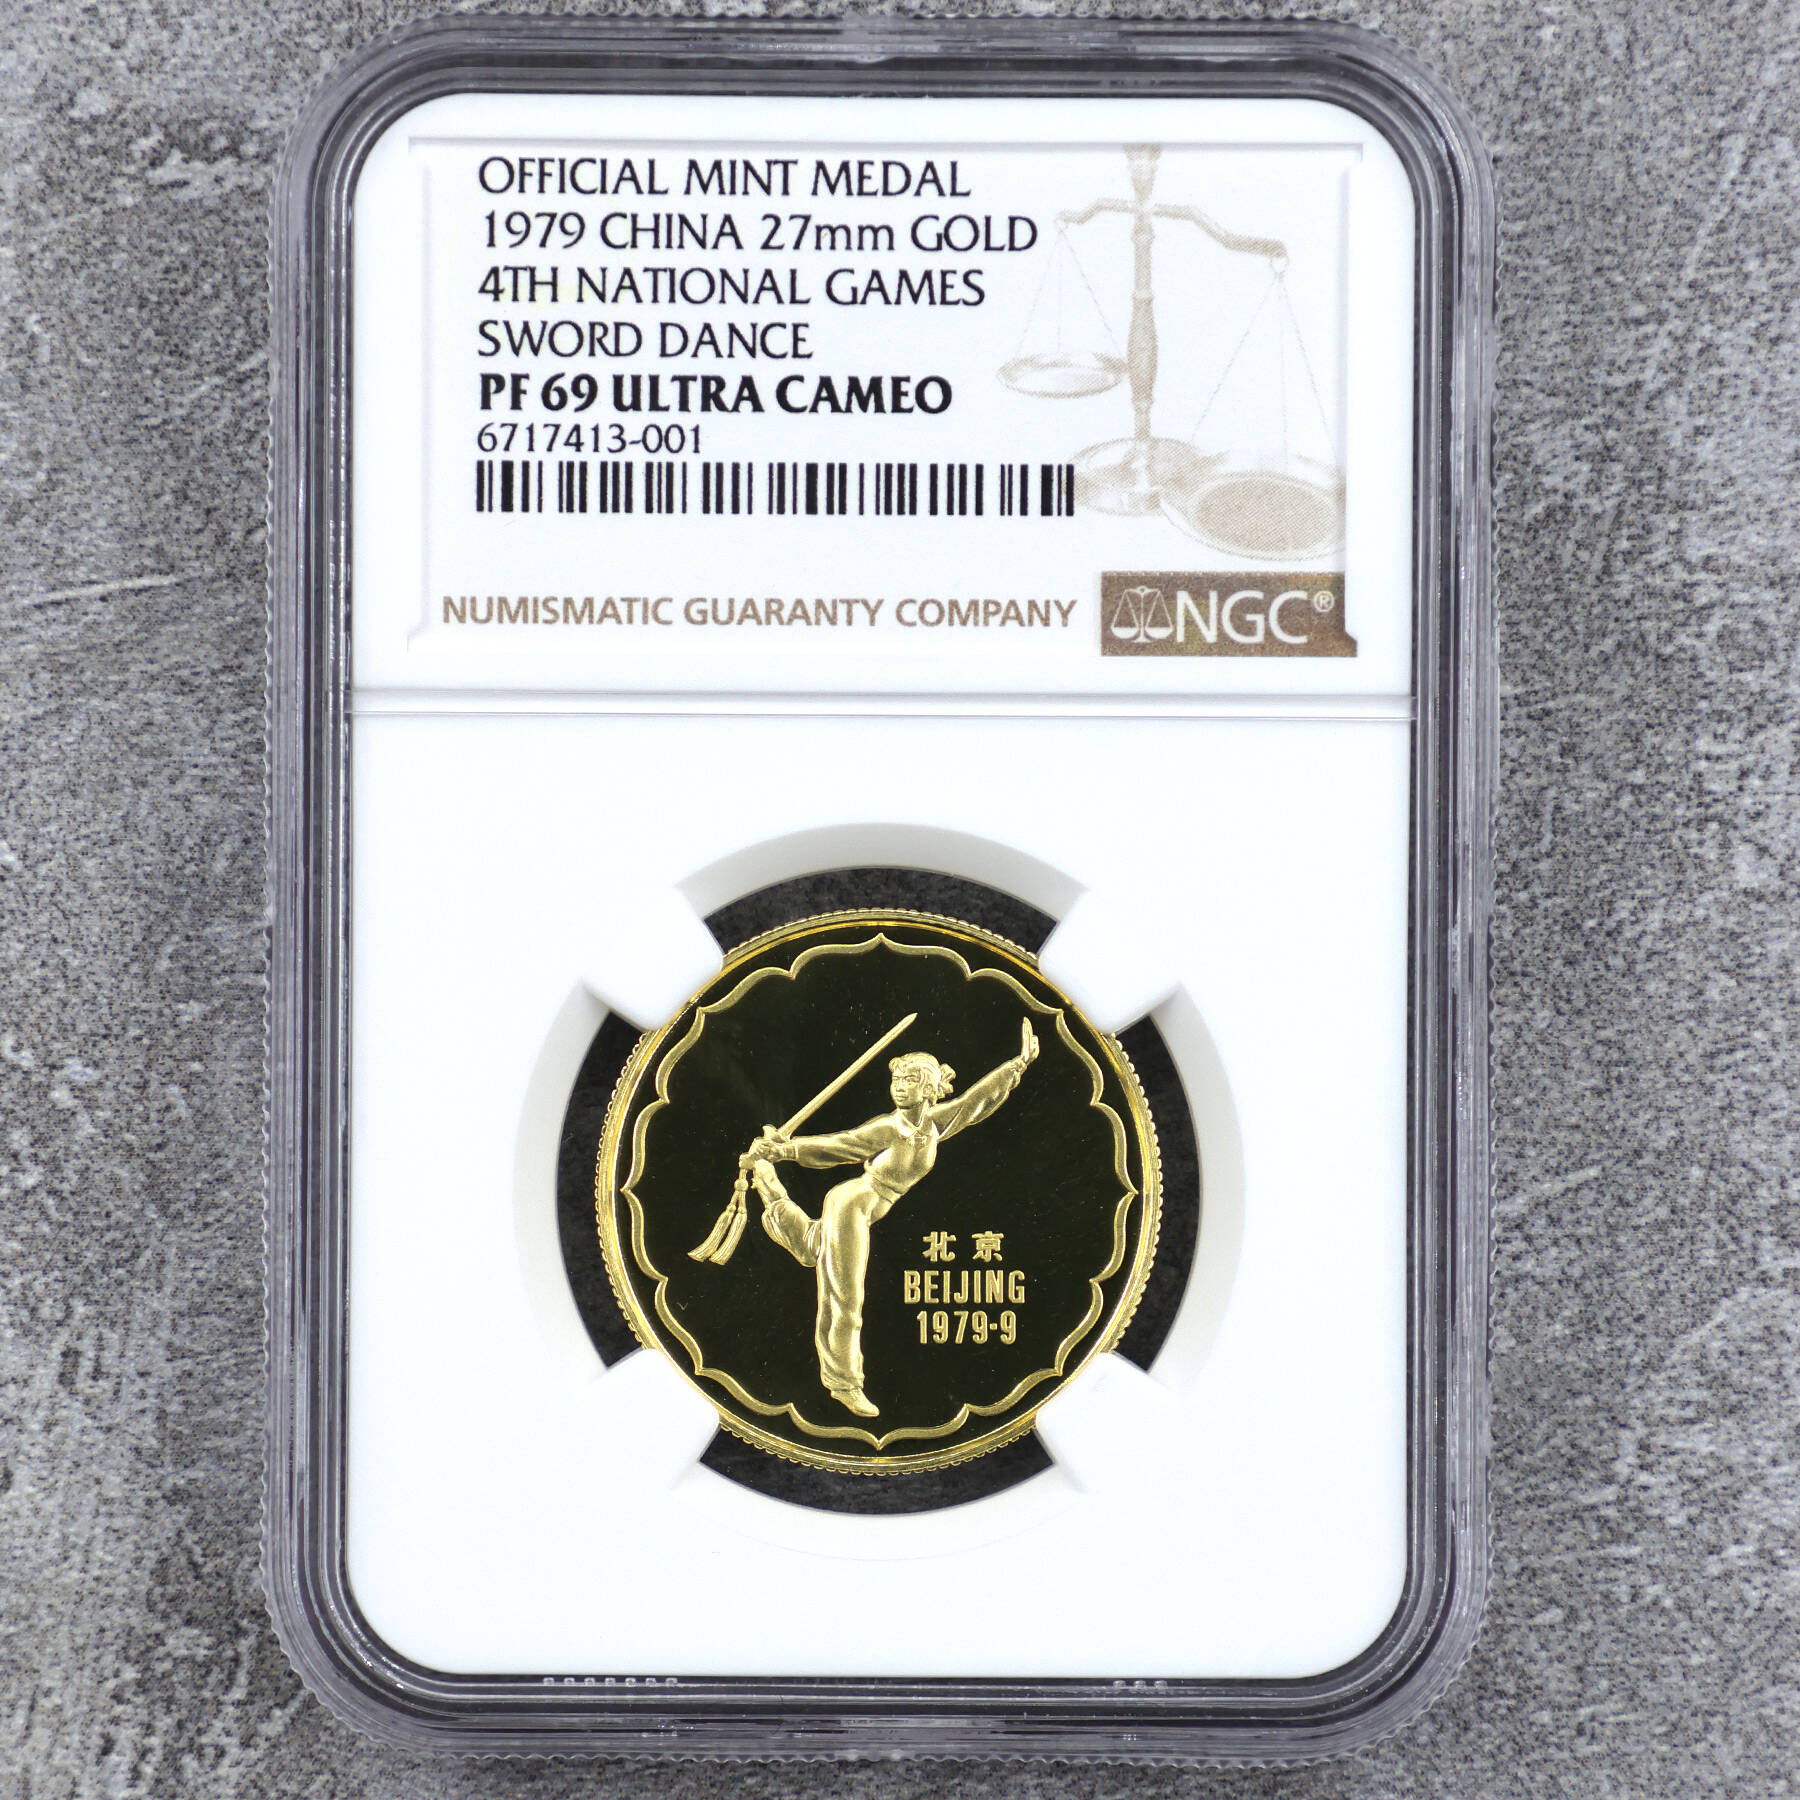 OFFICIAL MINT MEDAL
1979 CHINA 27mm GOLD
4TH NATIONAL GAMES
SWORD DANCE
PF 69 ULTRA CAMEO
6717413-001
NUMISMATIC GUARANTY COMPANY
NGC®
北京
BEIJING
1979·9